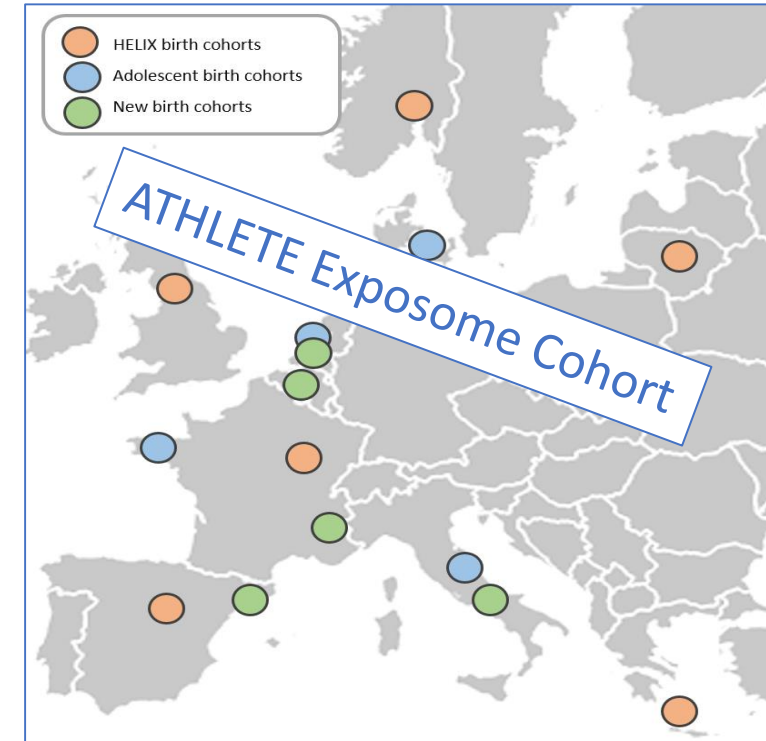 HELIX birth cohorts
Adolescent birth cohorts
New birth cohorts
ATHLETE Exposome Cohort